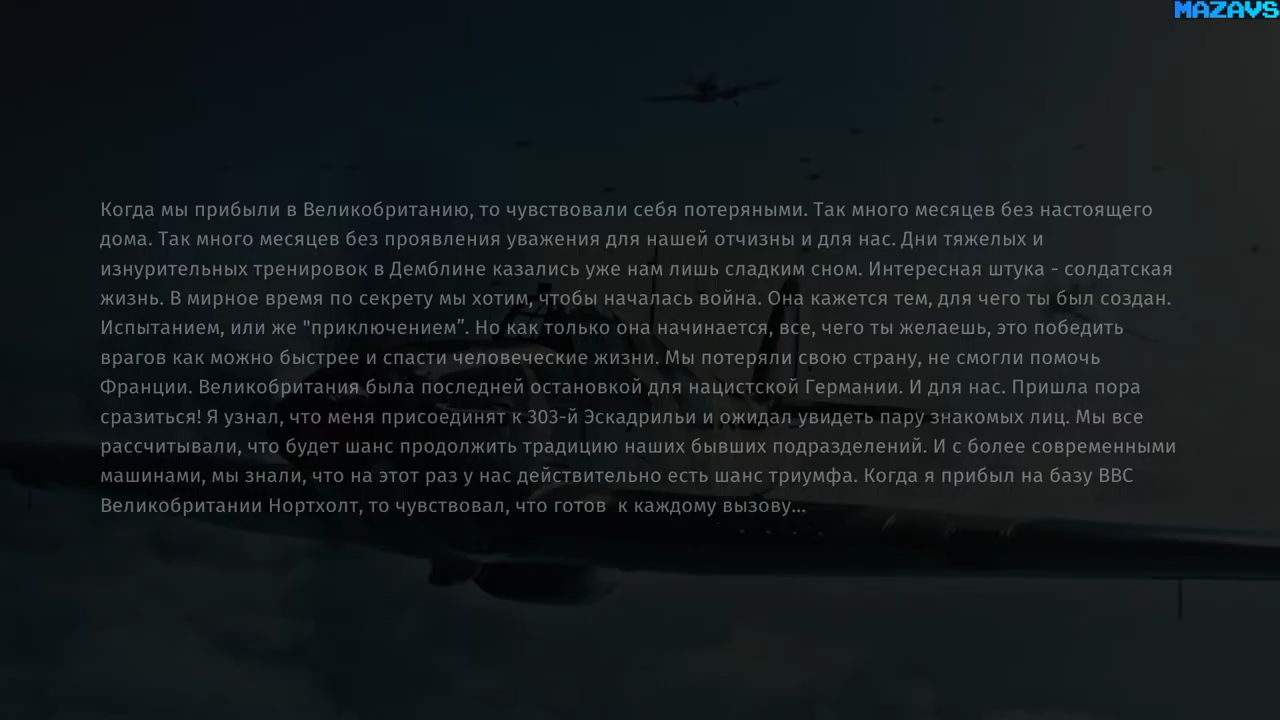 MAZAVS
Когда мы прибыли в Великобританию, то чувствовали себя потеряными. Так много месяцев без настоящего
дома. Так много месяцев без проявления уважения для нашей отчизны и для нас. Дни тяжелых и
изнурительных тренировок в Демблине казались уже нам лишь сладким сном. Интересная штука - солдатская
жизнь. В мирное время по секрету мы хотим, чтобы началась война. Она кажется тем, для чего ты был создан.
Испытанием, или же "приключением”. Но как только она начинается, все, чего ты желаешь, это победить
врагов как можно быстрее и спасти человеческие жизни. Мы потеряли свою страну, не смогли помочь
Франции. Великобритания была последней остановкой для нацистской Германии. И для нас. Пришла пора
сразиться! Я узнал, что меня присоединят к 303-й Эскадрильи и ожидал увидеть пару знакомых лиц. Мы все
рассчитывали, что будет шанс продолжить традицию наших бывших подразделений. И с более современными
машинами, мы знали, что на этот раз у нас действительно есть шанс триумфа. Когда я прибыл на базу ВВС
Великобритании Нортхолт, то чувствовал, что готов  к каждому вызову...